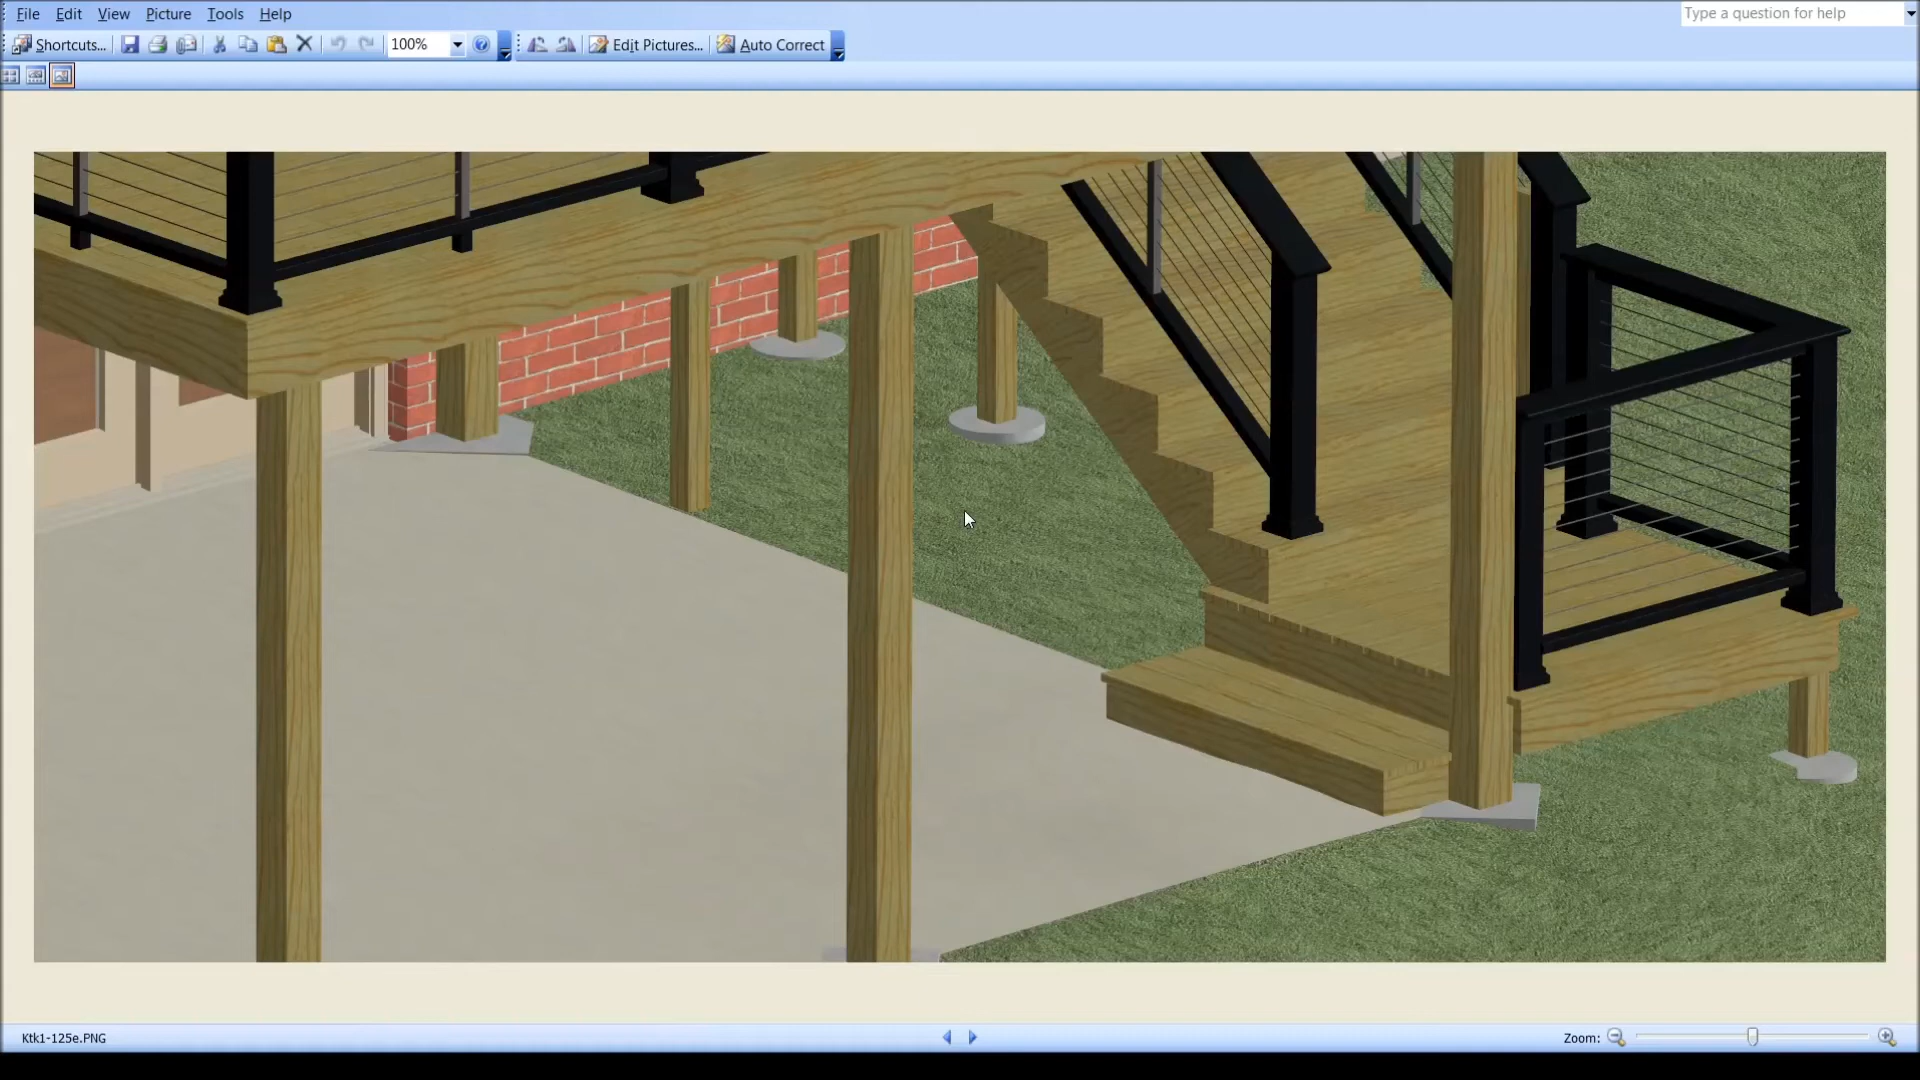 File Edit View Picture Tools Help
Type a question for help
Shortcuts...
100%
Edit Pictures...
Auto Correct
Ktk1-125e.PNG
Zoom: